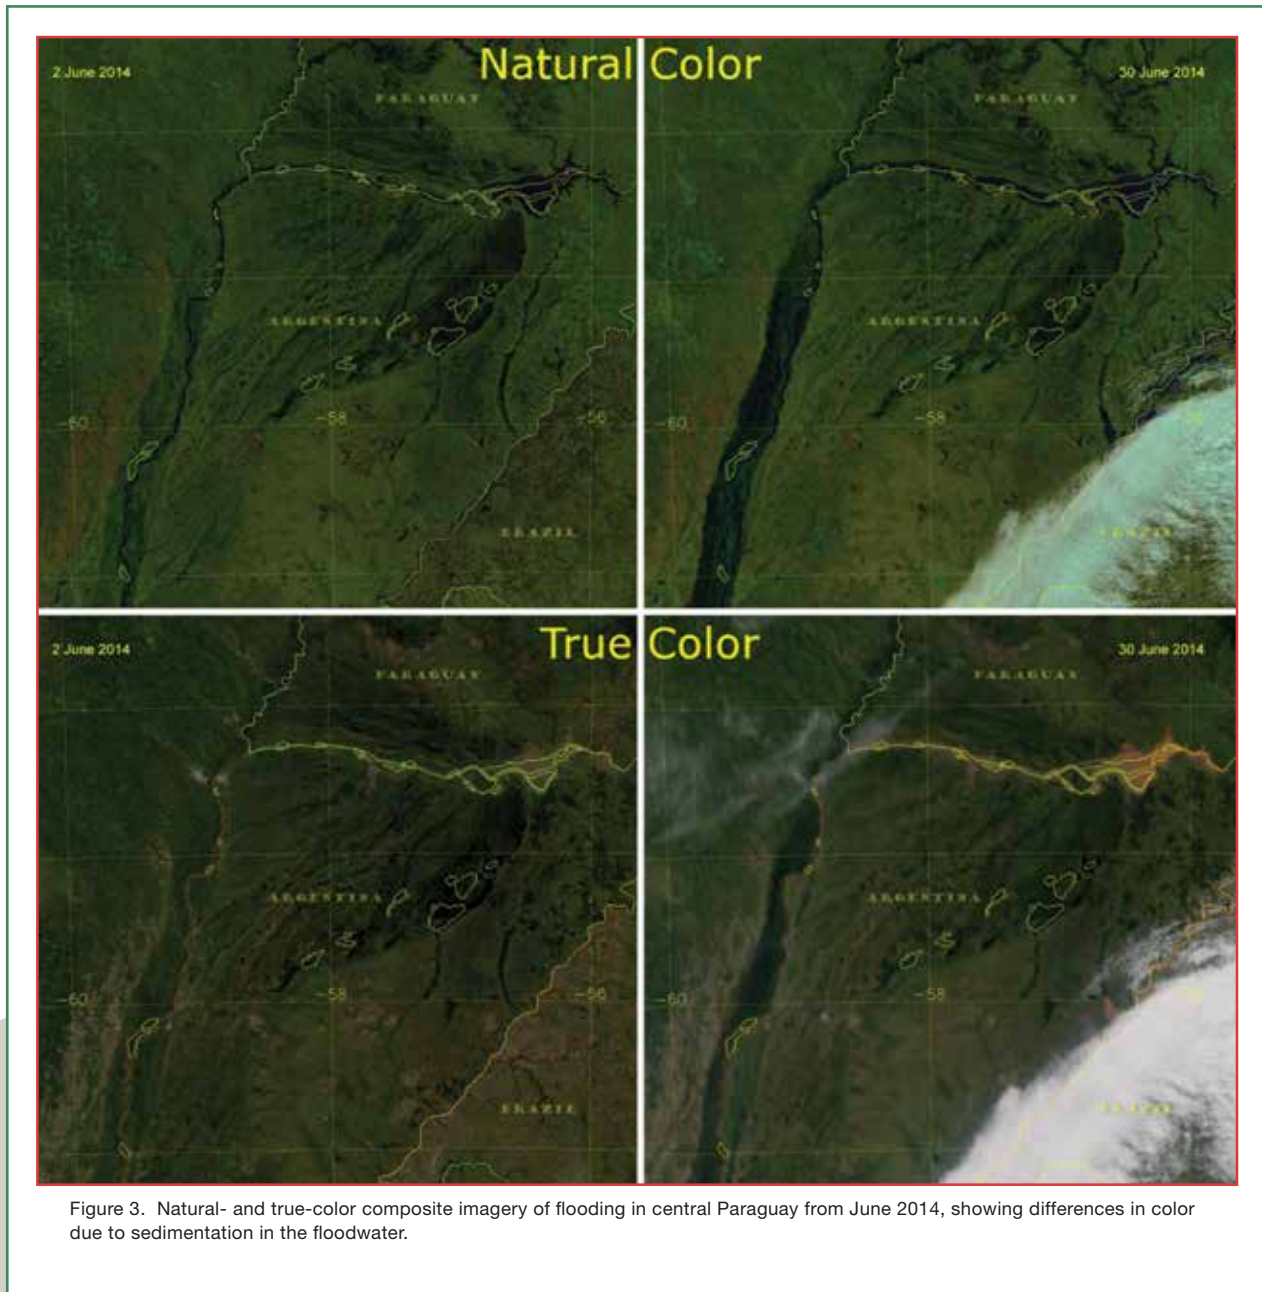 Natural Color
2 June 2014
30 June 2014
PARAGUAY
PARAGUAY
ARGENTINA
ARGENTINA
-60
-58
-56
-60
-58
BRAZIL
BRAZIL
True Color
2 June 2014
30 June 2014
PARAGUAY
PARAGUAY
ARGENTINA
ARGENTINA
-60
-58
-56
-60
-58
BRAZIL
BRAZIL
Figure 3. Natural- and true-color composite imagery of flooding in central Paraguay from June 2014, showing differences in color
due to sedimentation in the floodwater.